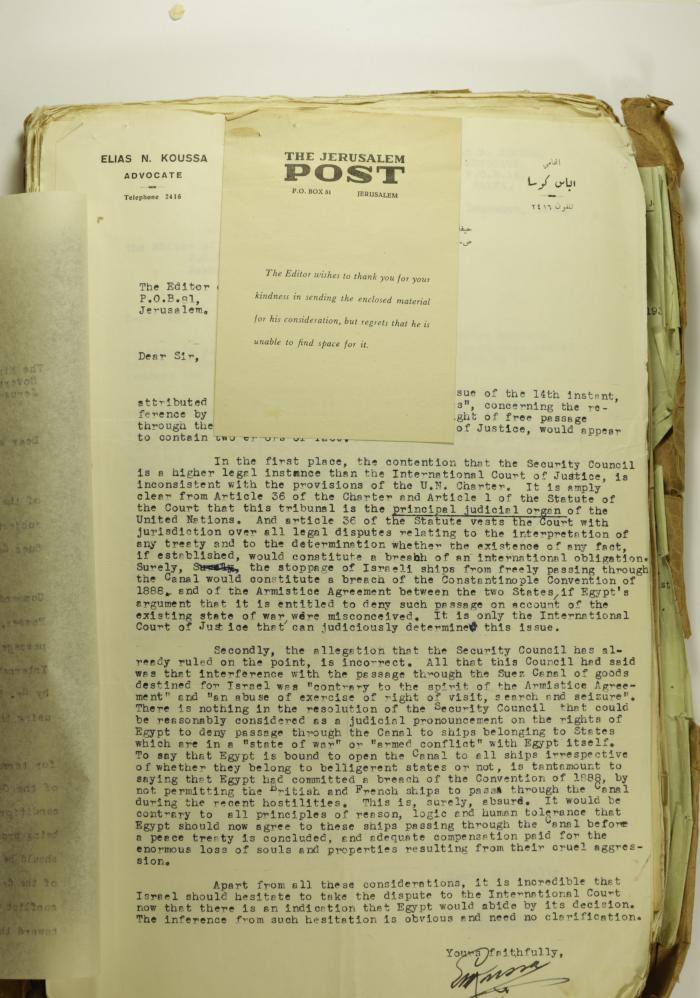 ELIAS N. KOUSSA
ADVOCATE
Telephone 2416
المحامي
الياس كوسا
تلفون ٢٤١٦
THE JERUSALEM
POST
P.O. BOX 81 JERUSALEM
The Editor wishes to thank you for your
kindness in sending the enclosed material
for his consideration, but regrets that he is
unable to find space for it.
The Editor
P.O.B.81,
Jerusalem.
Dear Sir,
sue of the 14th instant,
attributed s", concerning the re-
ference by ght of free passage
through the of Justice, would appear
to contain two errors of fact.
In the first place, the contention that the Security Council
is a higher legal instance than the International Court of Justice, is
inconsistent with the provisions of the U.N. Charter. It is amply
clear from Article 36 of the Charter and Article 1 of the Statute of
the Court that this tribunal is the principal judicial organ of the
United Nations. And article 36 of the Statute vests the Court with
jurisdiction over all legal disputes relating to the interpretation of
any treaty and to the determination whether the existence of any fact,
if established, would constitute a breach of an international obligation.
Surely, the stoppage of Israeli ships from freely passing through
the Canal would constitute a breach of the Constantinople Convention of
1888, and of the Armistice Agreement between the two States, if Egypt's
argument that it is entitled to deny such passage on account of the
existing state of war were misconceived. It is only the International
Court of Justice that can judiciously determine this issue.
Secondly, the allegation that the Security Council has al-
ready ruled on the point, is incorrect. All that this Council had said
was that interference with the passage through the Suez Canal of goods
destined for Israel was "contrary to the spirit of the Armistice Agree-
ment" and "an abuse of exercise of right of visit, search and seizure".
There is nothing in the resolution of the Security Council that could
be reasonably considered as a judicial pronouncement on the rights of
Egypt to deny passage through the Canal to ships belonging to States
which are in a "state of war" or "armed conflict" with Egypt itself.
To say that Egypt is bound to open the Canal to all ships irrespective
of whether they belong to belligerent states or not, is tantamount to
saying that Egypt had committed a breach of the Convention of 1888, by
not permitting the British and French ships to pass through the Canal
during the recent hostilities. This is, surely, absurd. It would be
contrary to all principles of reason, logic and human tolerance that
Egypt should now agree to these ships passing through the Canal before
a peace treaty is concluded, and adequate compensation paid for the
enormous loss of souls and properties resulting from their cruel aggres-
sion.
Apart from all these considerations, it is incredible that
Israel should hesitate to take the dispute to the International Court
now that there is an indication that Egypt would abide by its decision.
The inference from such hesitation is obvious and need no clarification.
Yours faithfully,